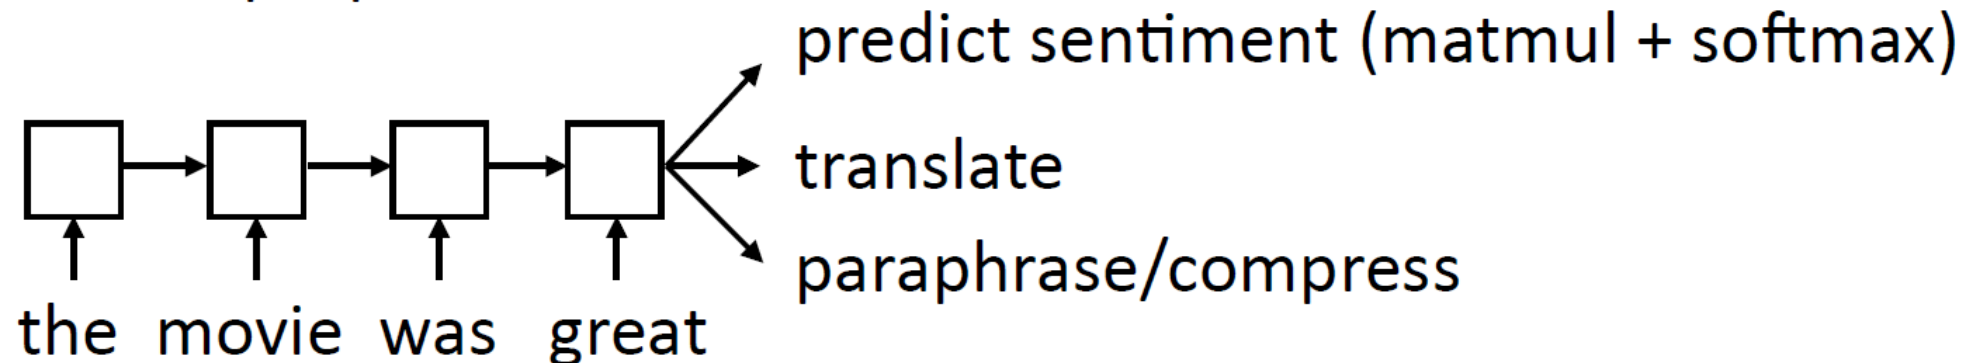 predict sentiment (matmul + softmax)
translate
paraphrase/compress
the movie was great